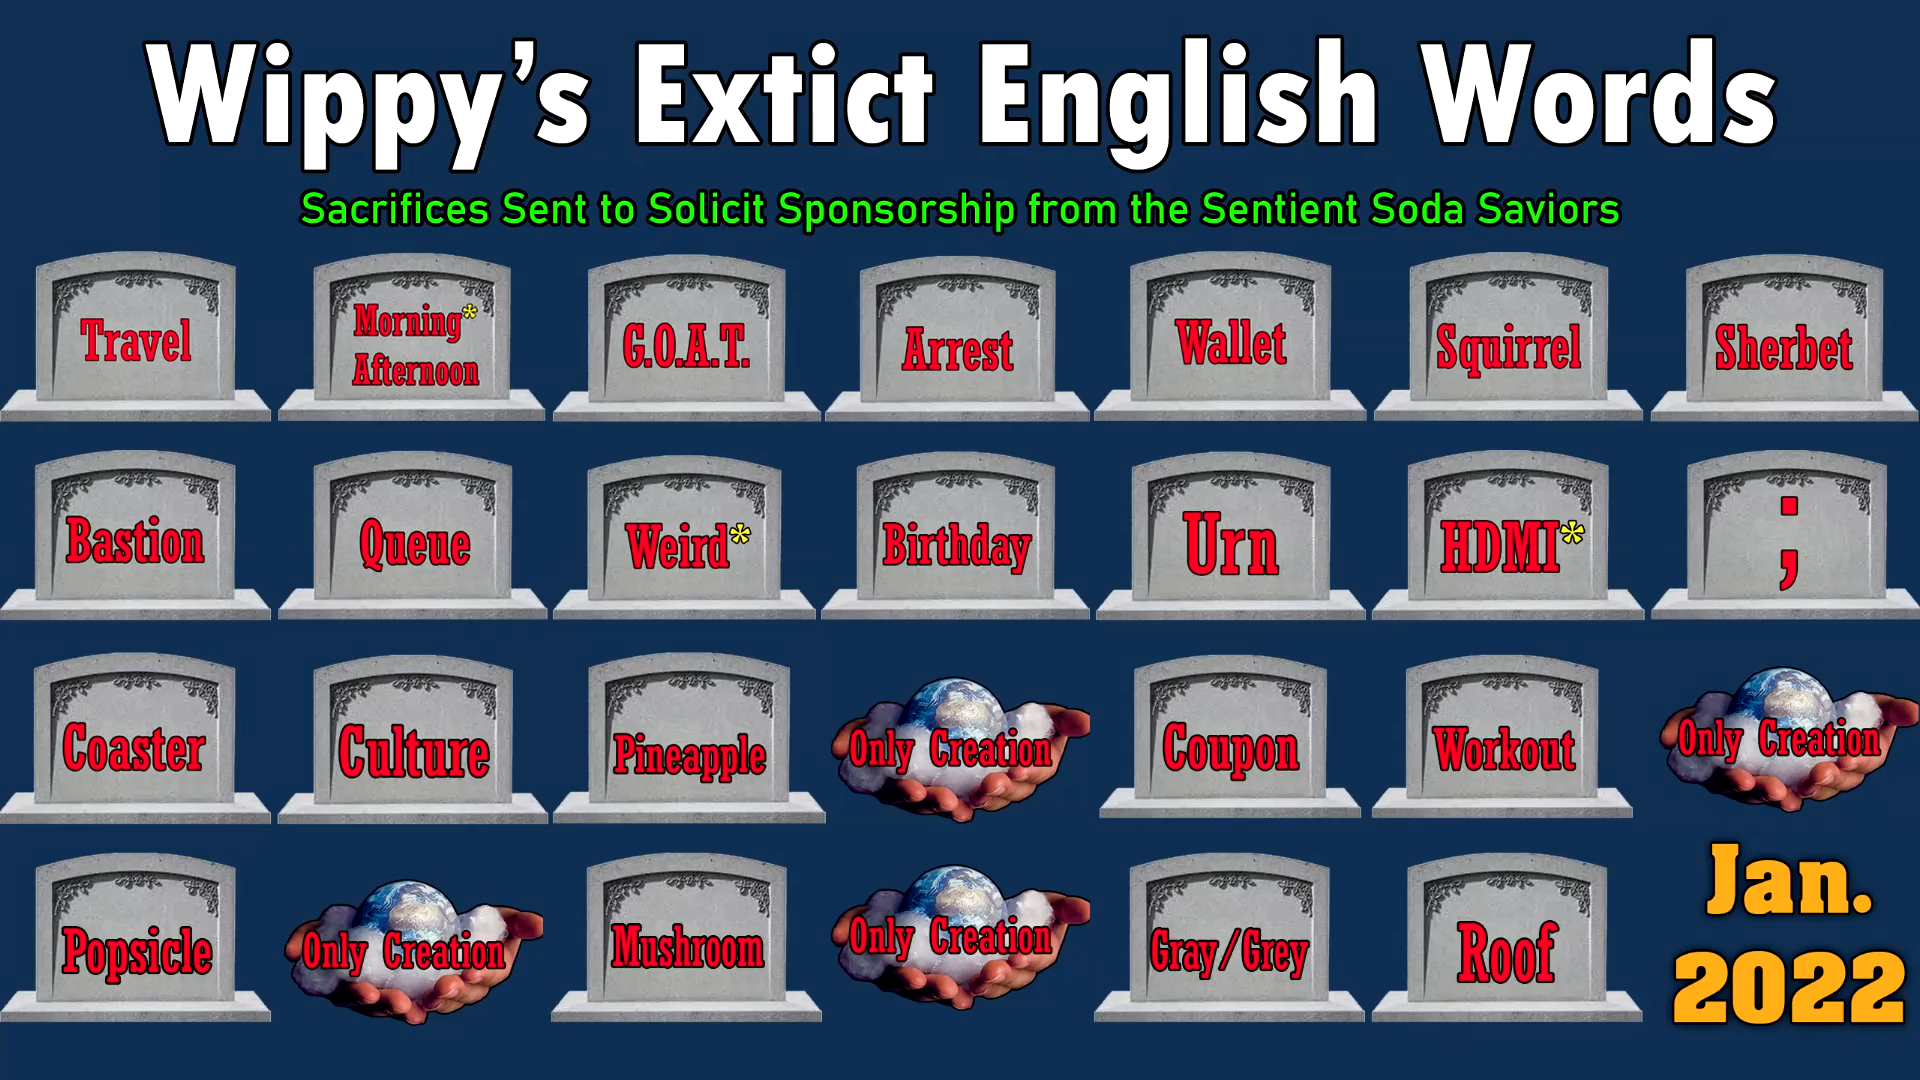 Wippy's Extict English Words
Sacrifices Sent to Solicit Sponsorship from the Sentient Soda Saviors
Travel
Morning*
Afternoon
G.O.A.T.
Arrest
Wallet
Squirrel
Sherbet
Bastion
Queue
Weird*
Birthday
Urn
HDMI*
;
Coaster
Culture
Pineapple
Only Creation
Coupon
Workout
Only Creation
Popsicle
Only Creation
Mushroom
Only Creation
Gray/Grey
Roof
Jan.
2022